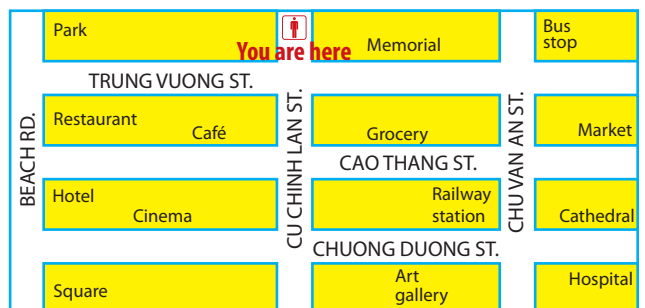 Park
You are here
Memorial
Bus
stop
TRUNG VUONG ST.
BEACH RD.
Restaurant
Café
CU CHINH LAN ST.
Grocery
CHU VAN AN ST.
Market
CAO THANG ST.
Hotel
Cinema
Railway
station
Cathedral
CHUONG DUONG ST.
Square
Art
gallery
Hospital